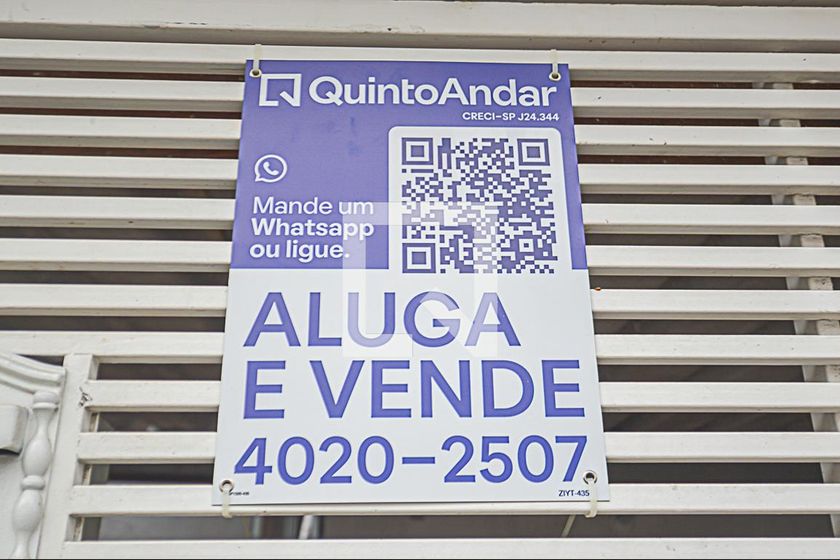 QuintoAndar
CRECI-SP J24.344
Mande um
Whatsapp
ou ligue.
ALUGA
E VENDE
4020-2507
ZIYT-435